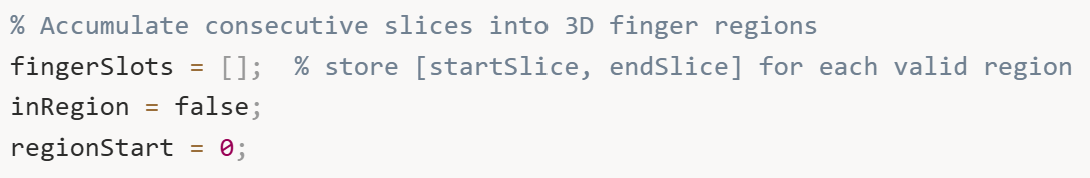 % Accumulate consecutive slices into 3D finger regions
fingerSlots = [];  % store [startSlice, endSlice] for each valid region
inRegion = false;
regionStart = 0;